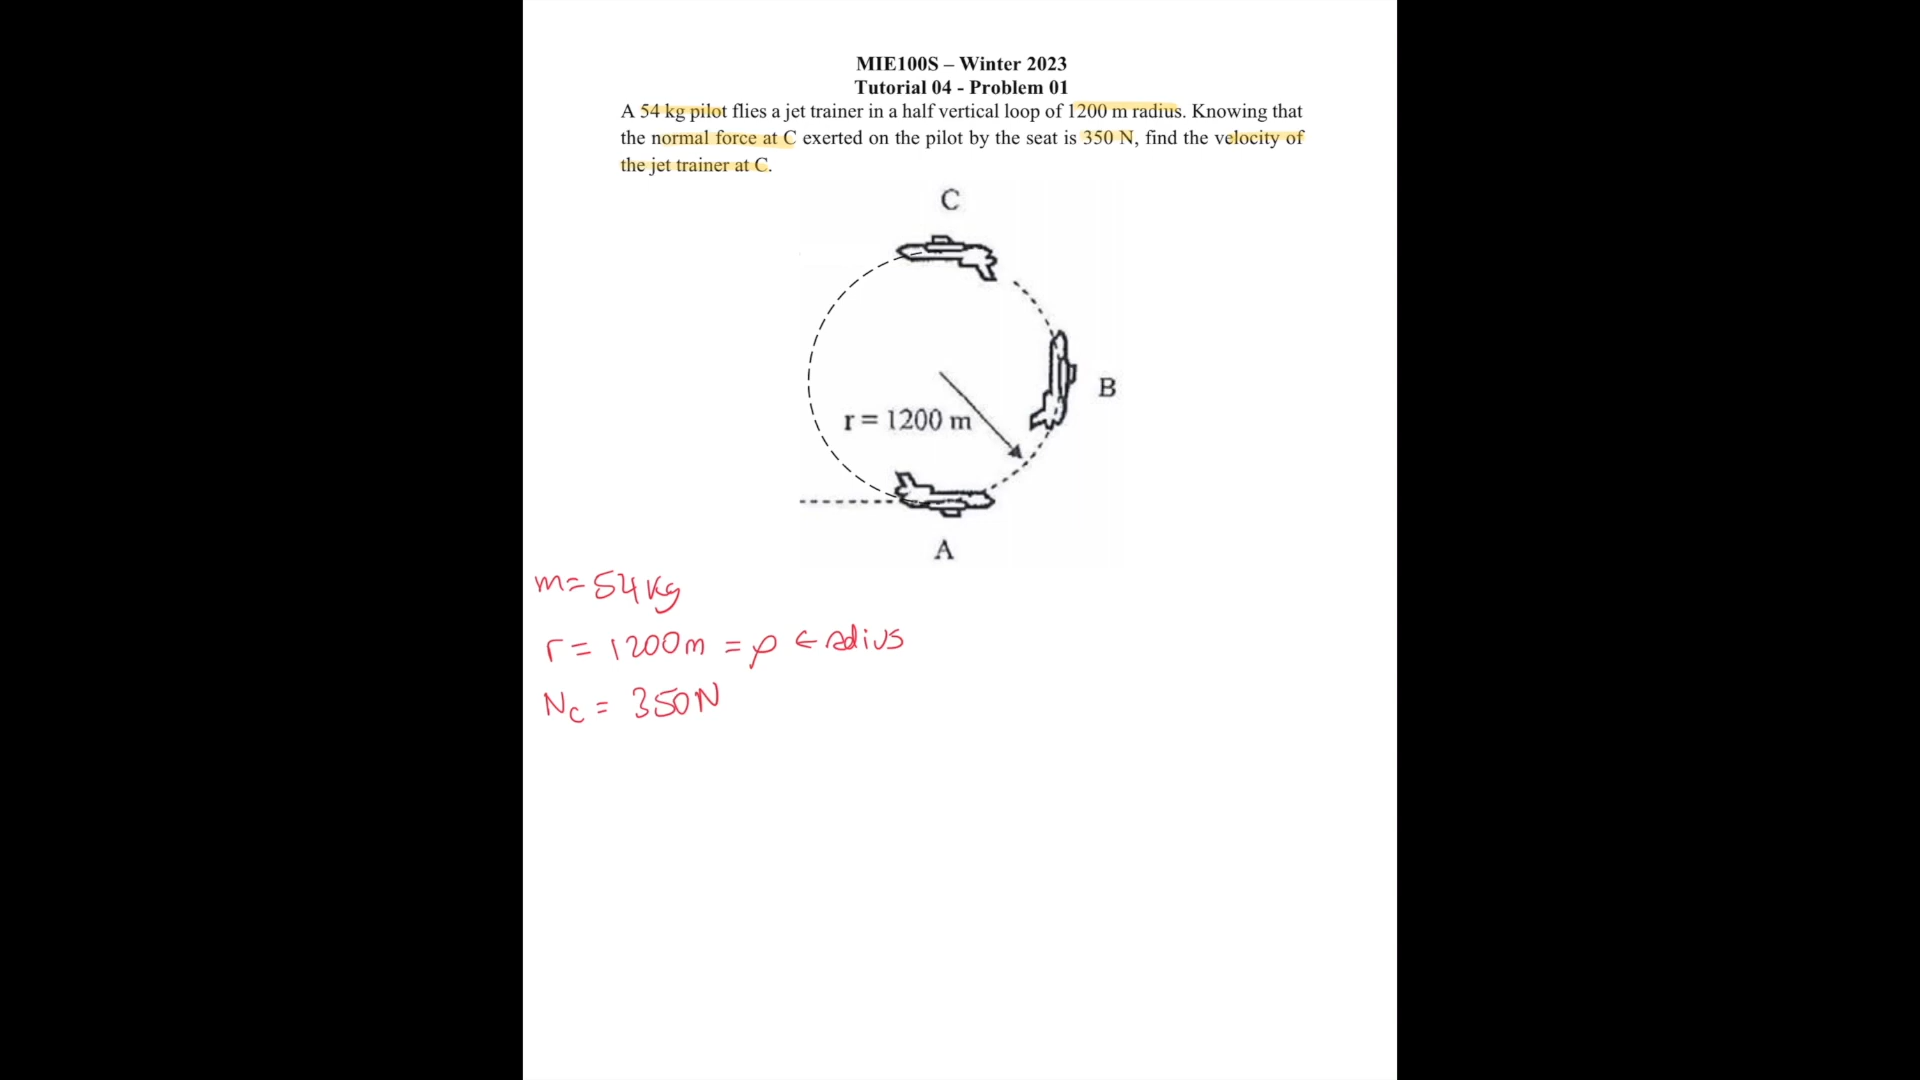 MIE100S – Winter 2023
Tutorial 04 - Problem 01
A 54 kg pilot flies a jet trainer in a half vertical loop of 1200 m radius. Knowing that
the normal force at C exerted on the pilot by the seat is 350 N, find the velocity of
the jet trainer at C.
C
B
r = 1200 m
A
m = 54 kg
r = 1200m = ρ ← radius
Nc = 350N